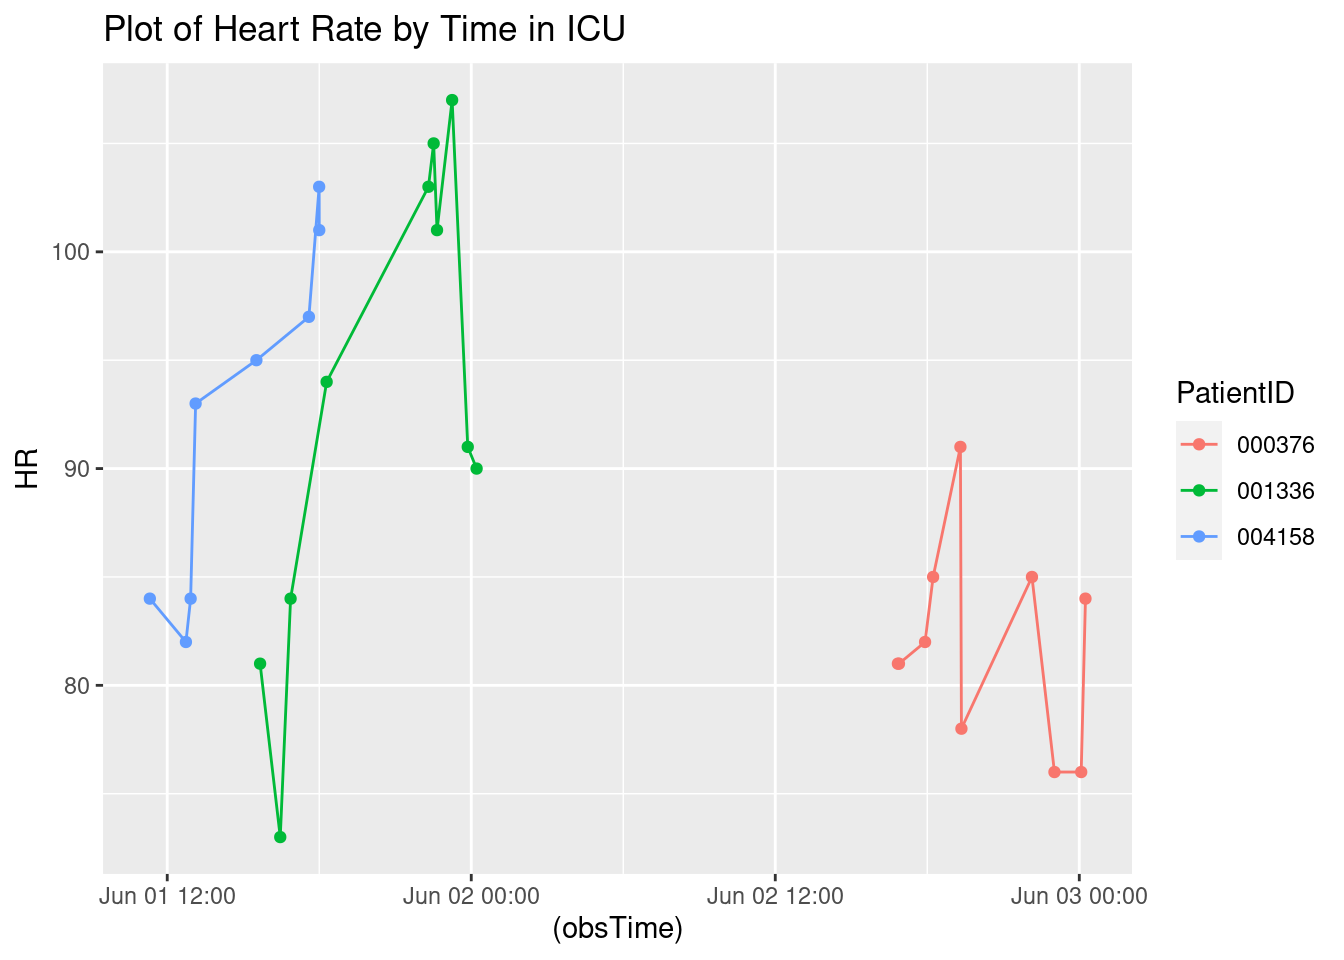 Plot of Heart Rate by Time in ICU
HR
100
90
80
Jun 01 12:00
Jun 02 00:00
Jun 02 12:00
Jun 03 00:00
(obsTime)
PatientID
000376
001336
004158